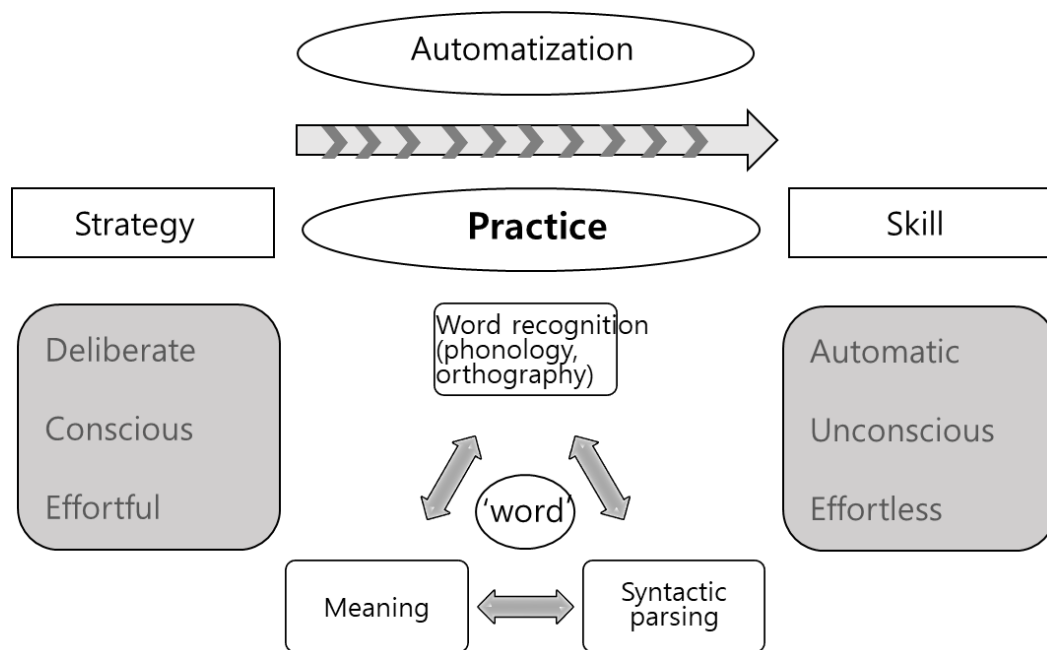 Automatization
Strategy
Practice
Skill
Deliberate
Conscious
Effortful
Word recognition
(phonology,
orthography)
‘word’
Meaning
Syntactic
parsing
Automatic
Unconscious
Effortless